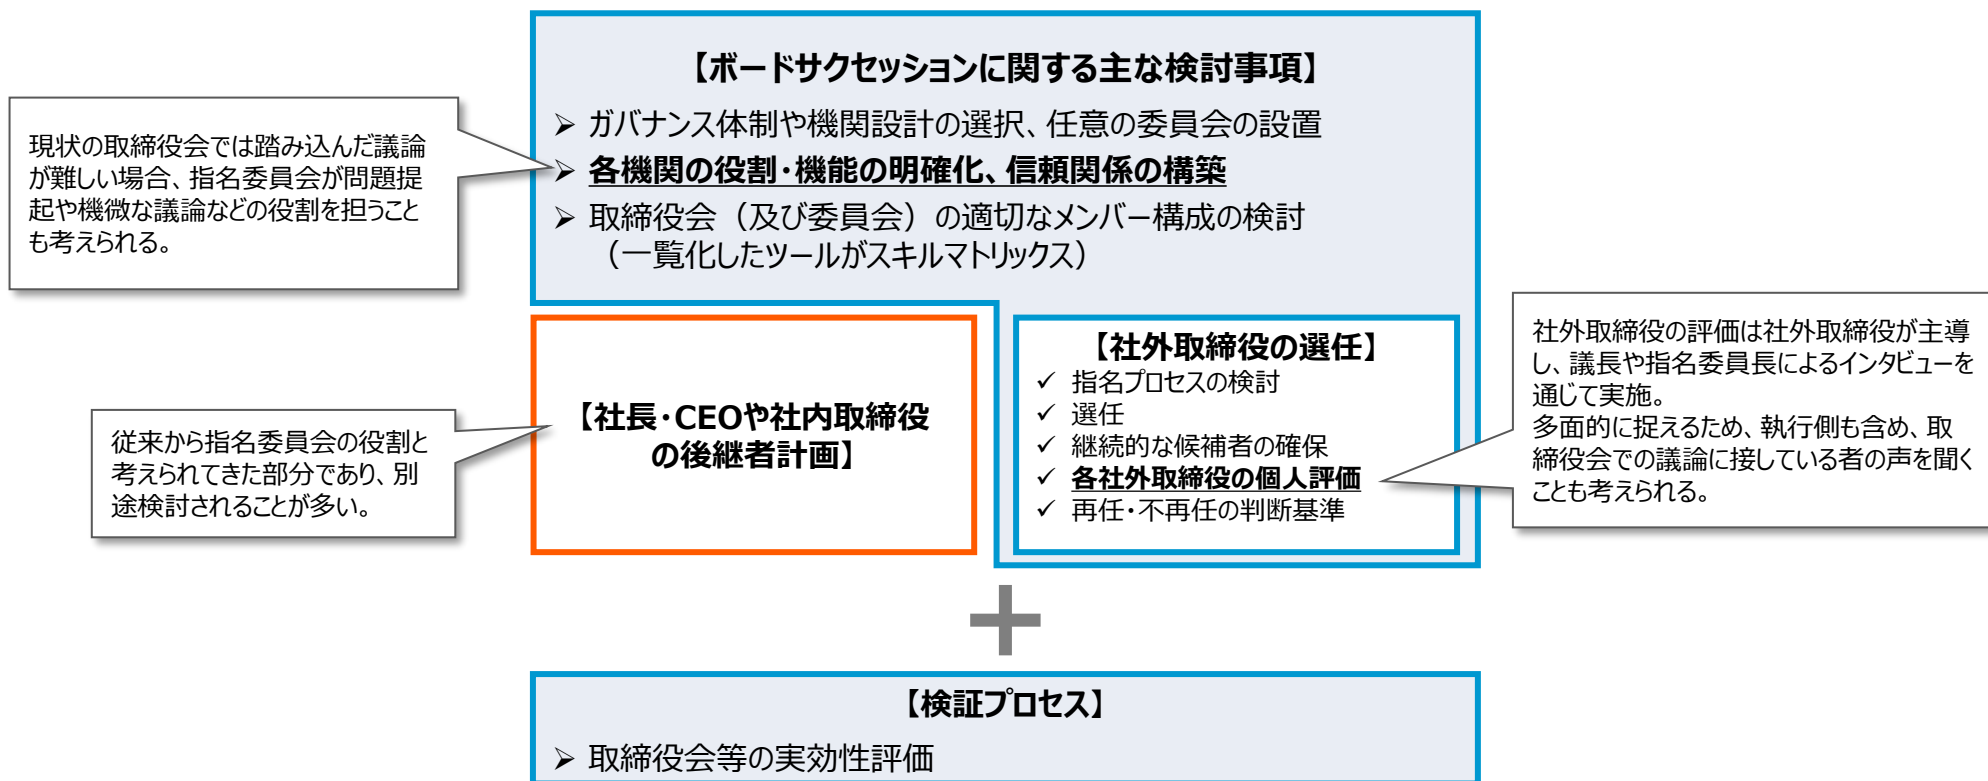 【ボードサクセッションに関する主な検討事項】
➢ ガバナンス体制や機関設計の選択、任意の委員会の設置
➢ 各機関の役割・機能の明確化、信頼関係の構築
➢ 取締役会（及び委員会）の適切なメンバー構成の検討
（一覧化したツールがスキルマトリックス）
現状の取締役会では踏み込んだ議論
が難しい場合、指名委員会が問題提
起や機微な議論などの役割を担うこと
も考えられる。
【社長・CEOや社内取締役
の後継者計画】
従来から指名委員会の役割と
考えられてきた部分であり、別
途検討されることが多い。
【社外取締役の選任】
✓ 指名プロセスの検討
✓ 選任
✓ 継続的な候補者の確保
✓ 各社外取締役の個人評価
✓ 再任・不再任の判断基準
社外取締役の評価は社外取締役が主導
し、議長や指名委員長によるインタビューを
通じて実施。
多面的に捉えるため、執行側も含め、取
締役会での議論に接している者の声を聞く
ことも考えられる。
【検証プロセス】
➢ 取締役会等の実効性評価